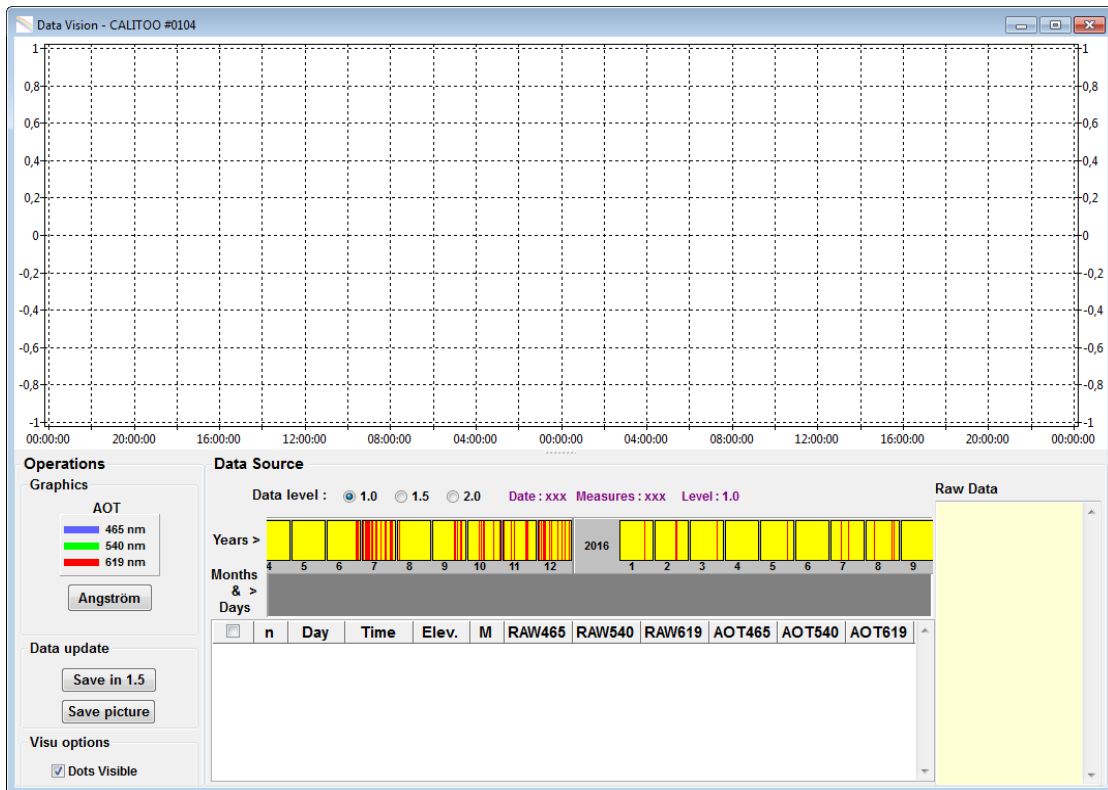 Data Vision - CALITOO #0104
1 1
0,8 0,8
0,6 0,6
0,4 0,4
0,2 0,2
0 0
-0,2 -0,2
-0,4 -0,4
-0,6 -0,6
-0,8 -0,8
-1 -1
00:00:00 20:00:00 16:00:00 12:00:00 08:00:00 04:00:00 00:00:00 04:00:00 08:00:00 12:00:00 16:00:00 20:00:00 00:00:00
Operations
Graphics
AOT
465 nm
540 nm
619 nm
Angström
Data update
Save in 1.5
Save picture
Visu options
Dots Visible
Data Source
Data level : 1.0 1.5 2.0 Date : xxx Measures : xxx Level : 1.0
Years > 2016
4 5 6 7 8 9 10 11 12 1 2 3 4 5 6 7 8 9
Months
& >
Days
n Day Time Elev. M RAW465 RAW540 RAW619 AOT465 AOT540 AOT619
Raw Data